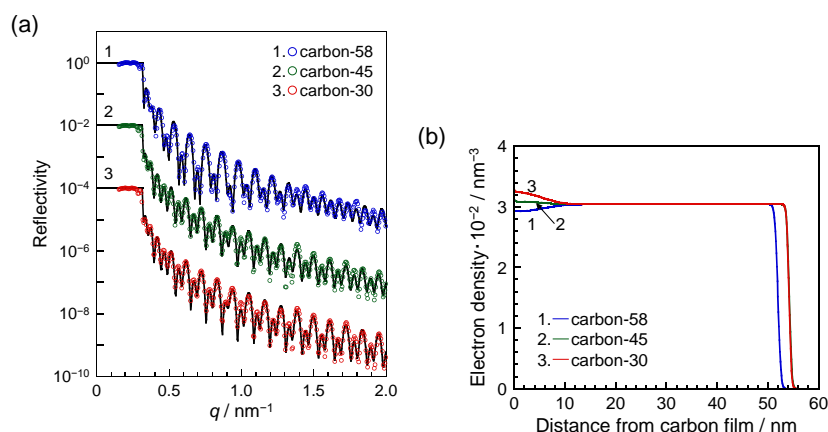 (a)
Reflectivity
10⁰
10⁻²
10⁻⁴
10⁻⁶
10⁻⁸
10⁻¹⁰
1
2
3
1. carbon-58
2. carbon-45
3. carbon-30
0 0.5 1.0 1.5 2.0
q / nm⁻¹
(b)
Electron density·10⁻² / nm⁻³
4
3
2
1
0
3
1 2
1. carbon-58
2. carbon-45
3. carbon-30
0 10 20 30 40 50 60
Distance from carbon film / nm